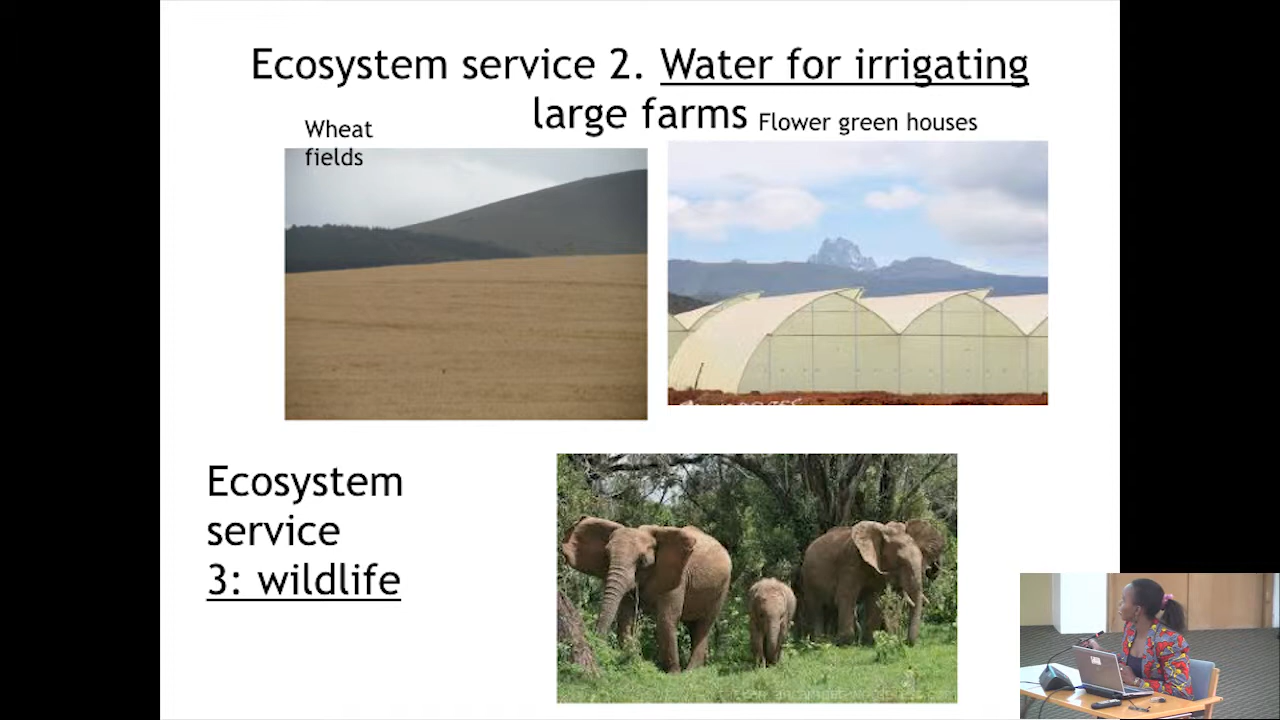 Ecosystem service 2. Water for irrigating
large farms
Wheat
fields
Flower green houses
Ecosystem
service
3: wildlife